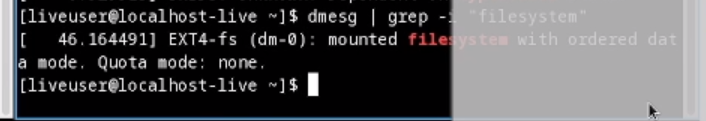 [liveuser@localhost-live ~]$ dmesg | grep -i "filesystem"
[   46.164491] EXT4-fs (dm-0): mounted filesystem with ordered dat
a mode. Quota mode: none.
[liveuser@localhost-live ~]$